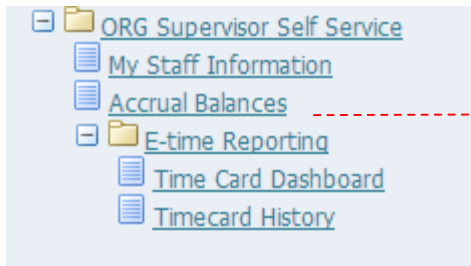 ORG Supervisor Self Service
My Staff Information
Accrual Balances
E-time Reporting
Time Card Dashboard
Timecard History